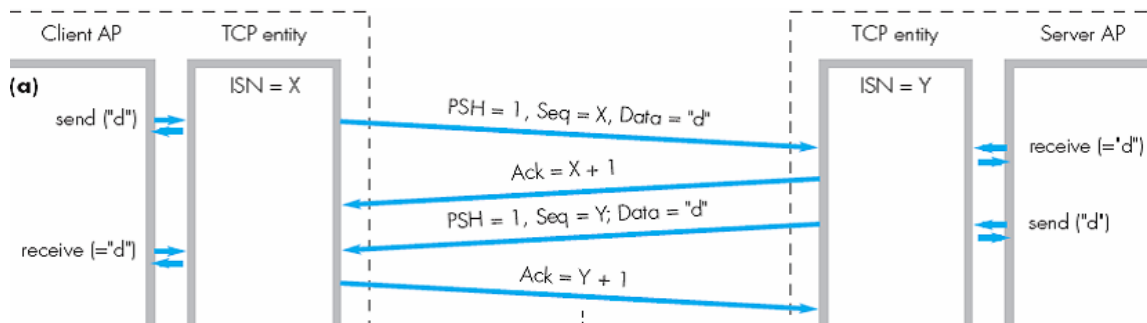 Client AP
TCP entity
TCP entity
Server AP
(a)
ISN = X
ISN = Y
send ("d")
PSH = 1, Seq = X, Data = "d"
receive (="d")
Ack = X + 1
PSH = 1, Seq = Y; Data = "d"
send ("d")
receive (="d")
Ack = Y + 1